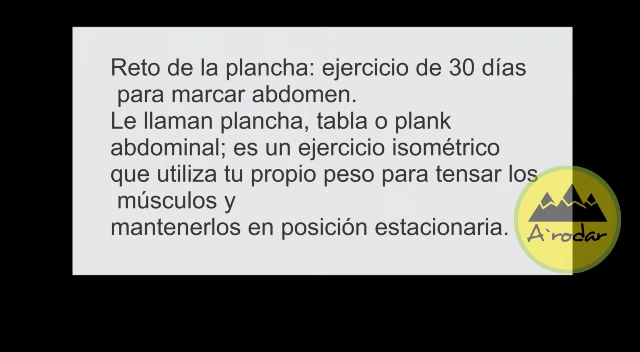 Reto de la plancha: ejercicio de 30 días
para marcar abdomen.
Le llaman plancha, tabla o plank
abdominal; es un ejercicio isométrico
que utiliza tu propio peso para tensar los
músculos y
mantenerlos en posición estacionaria.
A'rodar